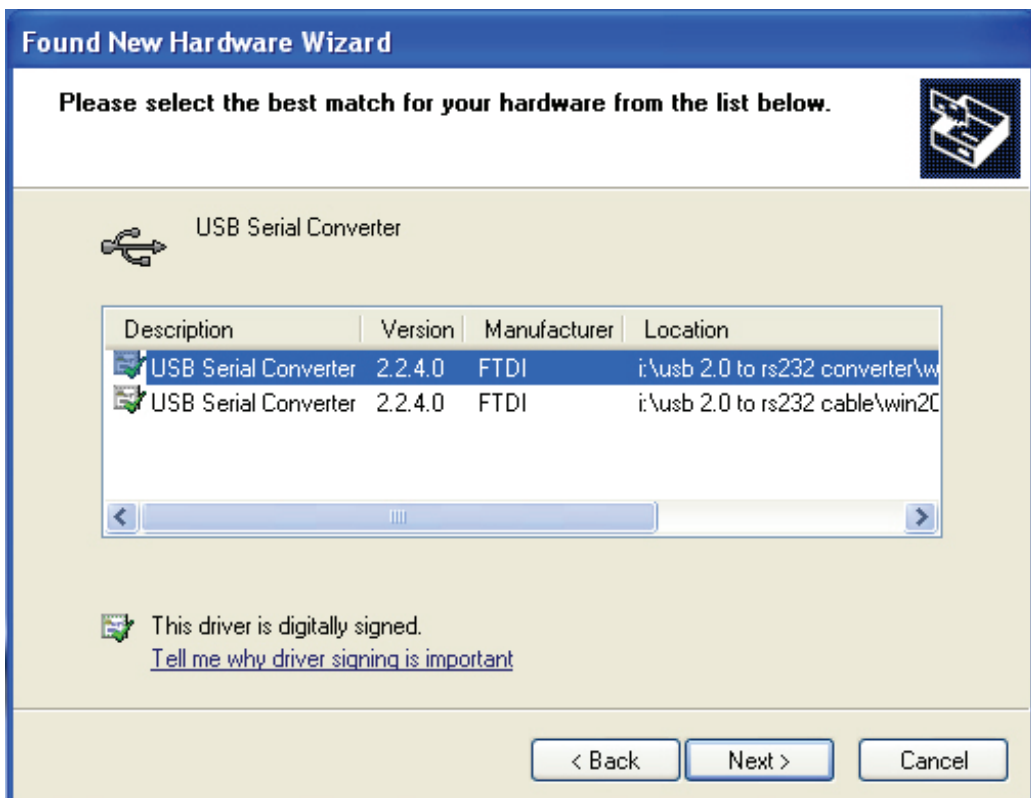 Found New Hardware Wizard
Please select the best match for your hardware from the list below.
USB Serial Converter
Description Version Manufacturer Location
USB Serial Converter 2.2.4.0 FTDI i:\usb 2.0 to rs232 converter\w
USB Serial Converter 2.2.4.0 FTDI i:\usb 2.0 to rs232 cable\win20
This driver is digitally signed.
Tell me why driver signing is important
< Back Next > Cancel